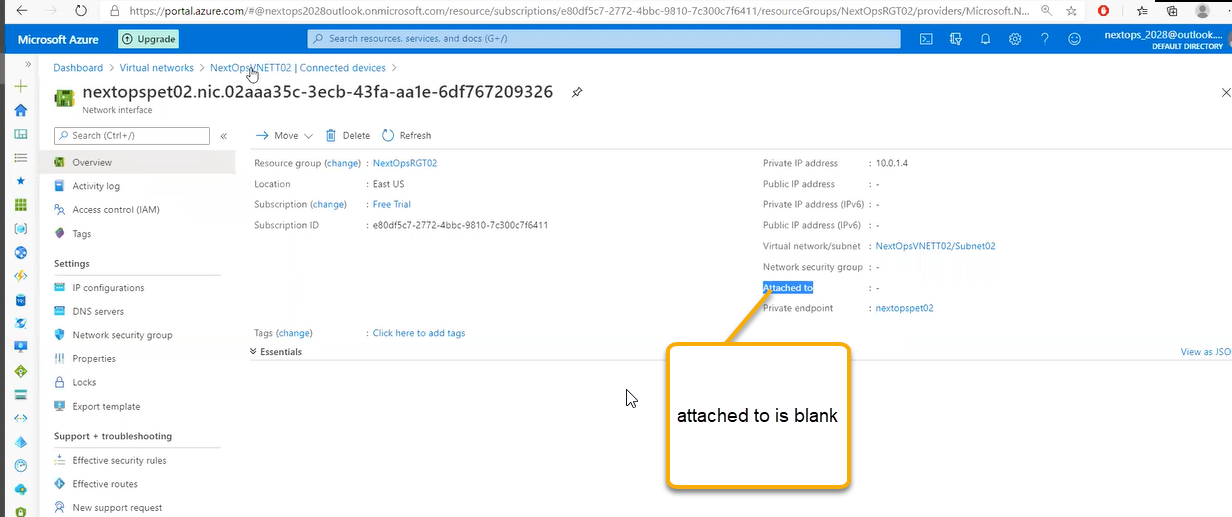 https://portal.azure.com/#@nextops2028outlook.onmicrosoft.com/resource/subscriptions/e80df5c7-2772-4bbc-9810-7c300c7f6411/resourceGroups/NextOpsRGT02/providers/Microsoft.N...
Microsoft Azure
Upgrade
Search resources, services, and docs (G+/)
nextops_2028@outlook....
DEFAULT DIRECTORY
Dashboard > Virtual networks > NextOpsVNETT02 | Connected devices >
nextopspet02.nic.02aaa35c-3ecb-43fa-aa1e-6df767209326
Network interface
Search (Ctrl+/)
Move
Delete
Refresh
Overview
Activity log
Access control (IAM)
Tags
Settings
IP configurations
DNS servers
Network security group
Properties
Locks
Export template
Support + troubleshooting
Effective security rules
Effective routes
New support request
Resource group (change) : NextOpsRGT02
Location : East US
Subscription (change) : Free Trial
Subscription ID : e80df5c7-2772-4bbc-9810-7c300c7f6411
Tags (change) : Click here to add tags
Essentials
Private IP address : 10.0.1.4
Public IP address : -
Private IP address (IPv6) : -
Public IP address (IPv6) : -
Virtual network/subnet : NextOpsVNETT02/Subnet02
Network security group : -
Attached to : -
Private endpoint : nextopspet02
View as JSO
attached to is blank